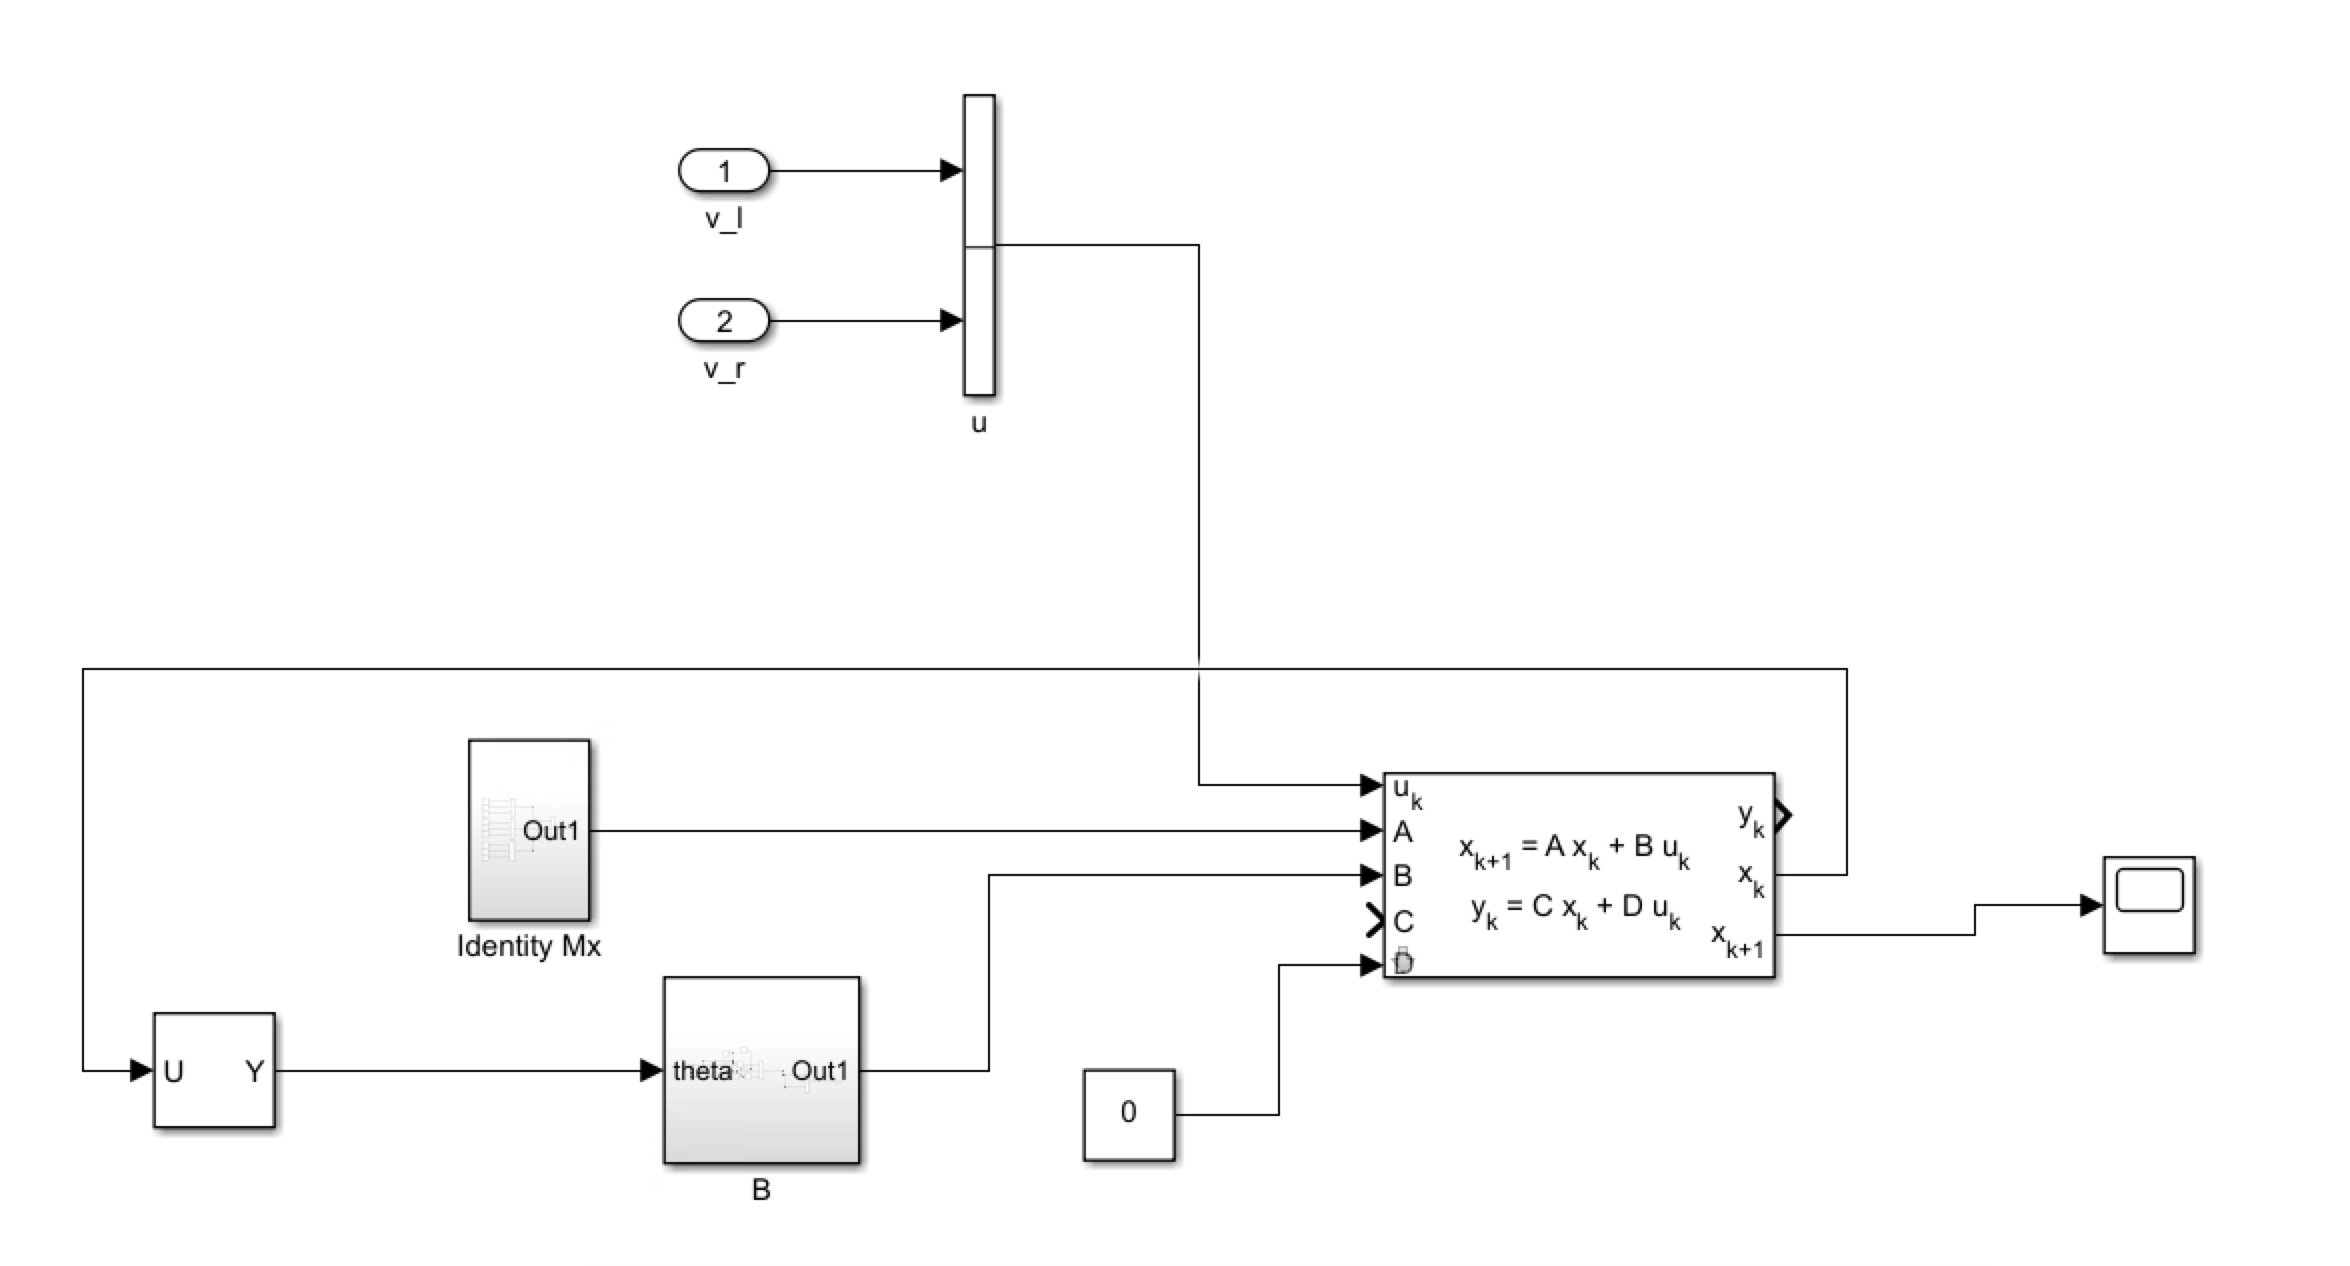 1
v_l
2
v_r
u
Out1
Identity Mx
U Y
theta Out1
B
0
u_k
A
B
C
D
x_{k+1} = A x_k + B u_k
y_k = C x_k + D u_k
y_k
x_k
x_{k+1}